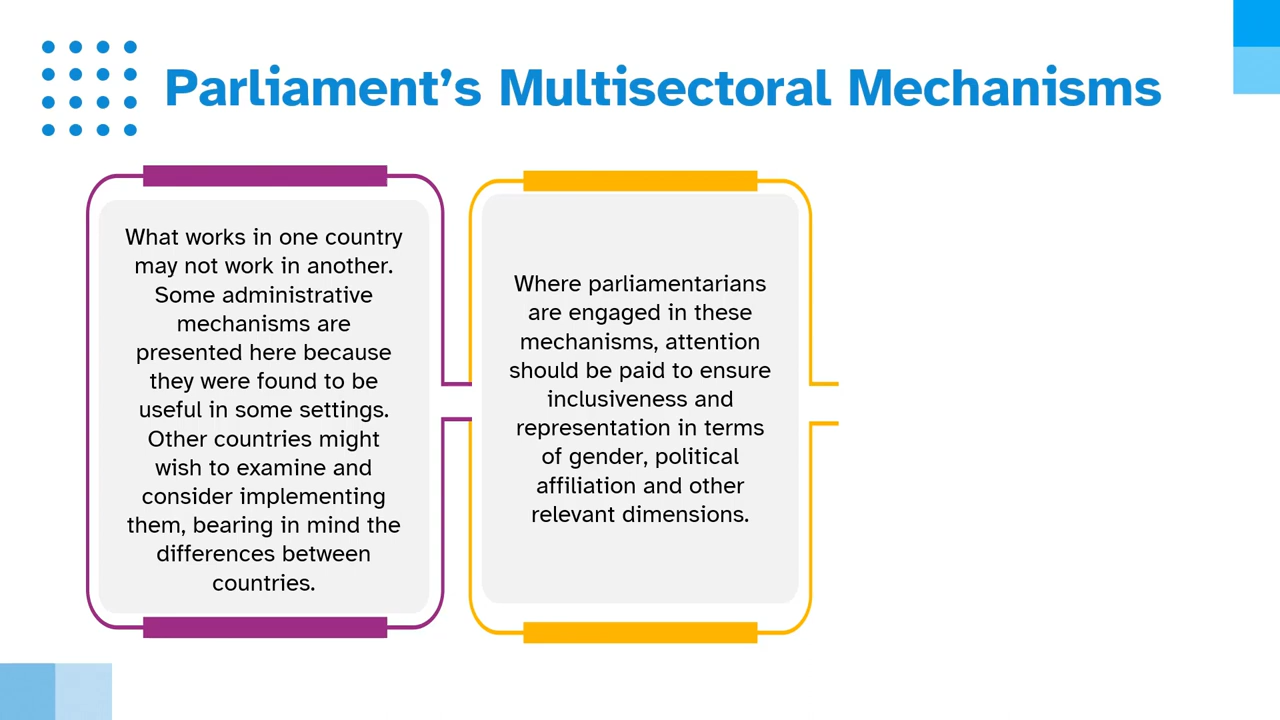 Parliament’s Multisectoral Mechanisms
What works in one country
may not work in another.
Some administrative
mechanisms are
presented here because
they were found to be
useful in some settings.
Other countries might
wish to examine and
consider implementing
them, bearing in mind the
differences between
countries.
Where parliamentarians
are engaged in these
mechanisms, attention
should be paid to ensure
inclusiveness and
representation in terms
of gender, political
affiliation and other
relevant dimensions.